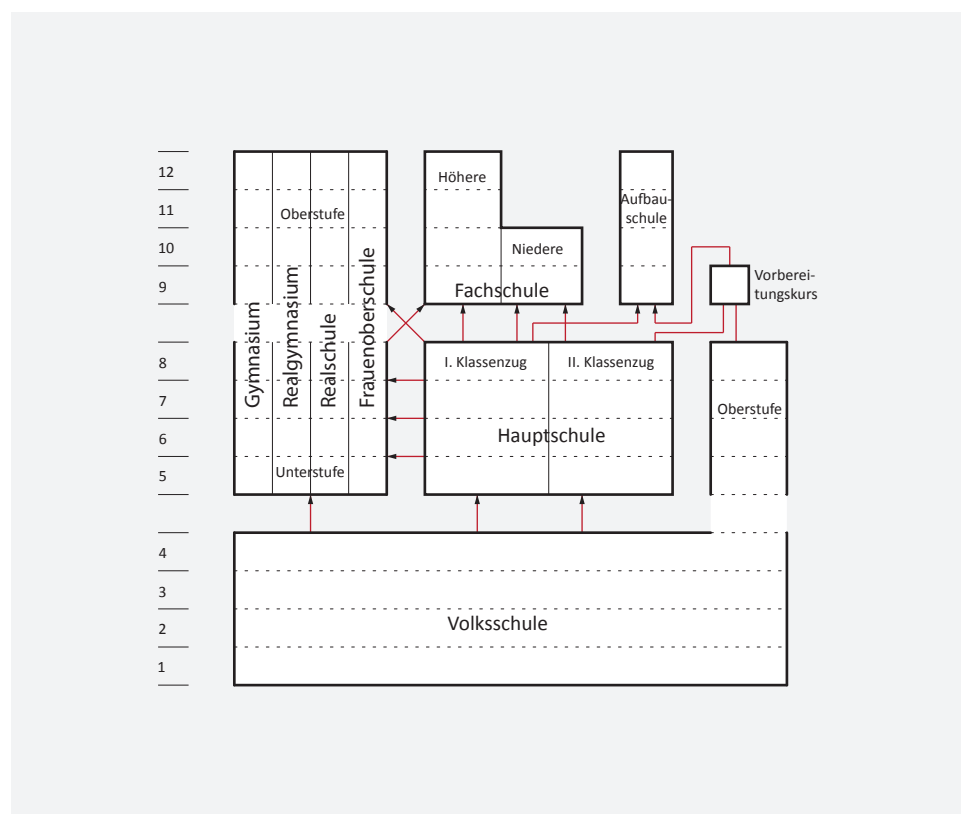 12
Höhere
11
Oberstufe
Aufbau-
schule
10
Niedere
9
Fachschule
Vorberei-
tungskurs
Gymnasium
Realgymnasium
Realschule
Frauenoberschule
8
I. Klassenzug
II. Klassenzug
7
Oberstufe
6
Hauptschule
5
Unterstufe
4
3
2
Volksschule
1